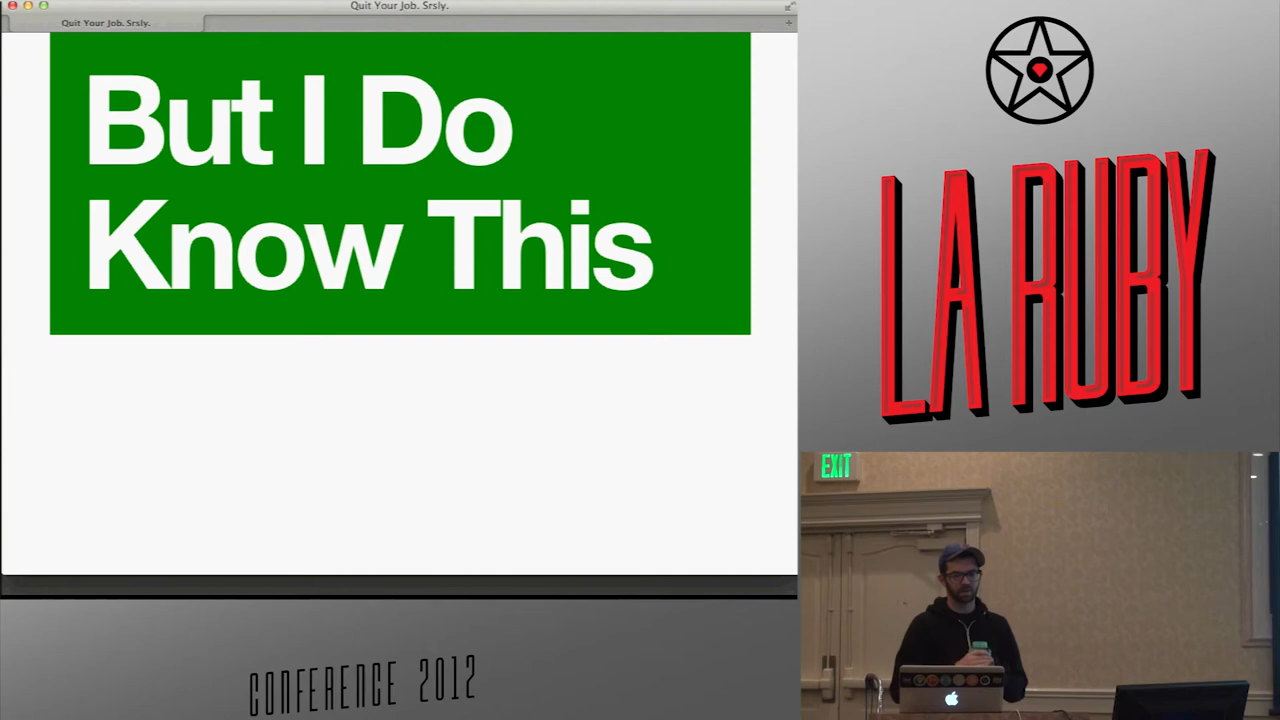 Quit Your Job. Srsly.
Quit Your Job. Srsly.
But I Do
Know This
LA RUBY
EXIT
CONFERENCE 2012